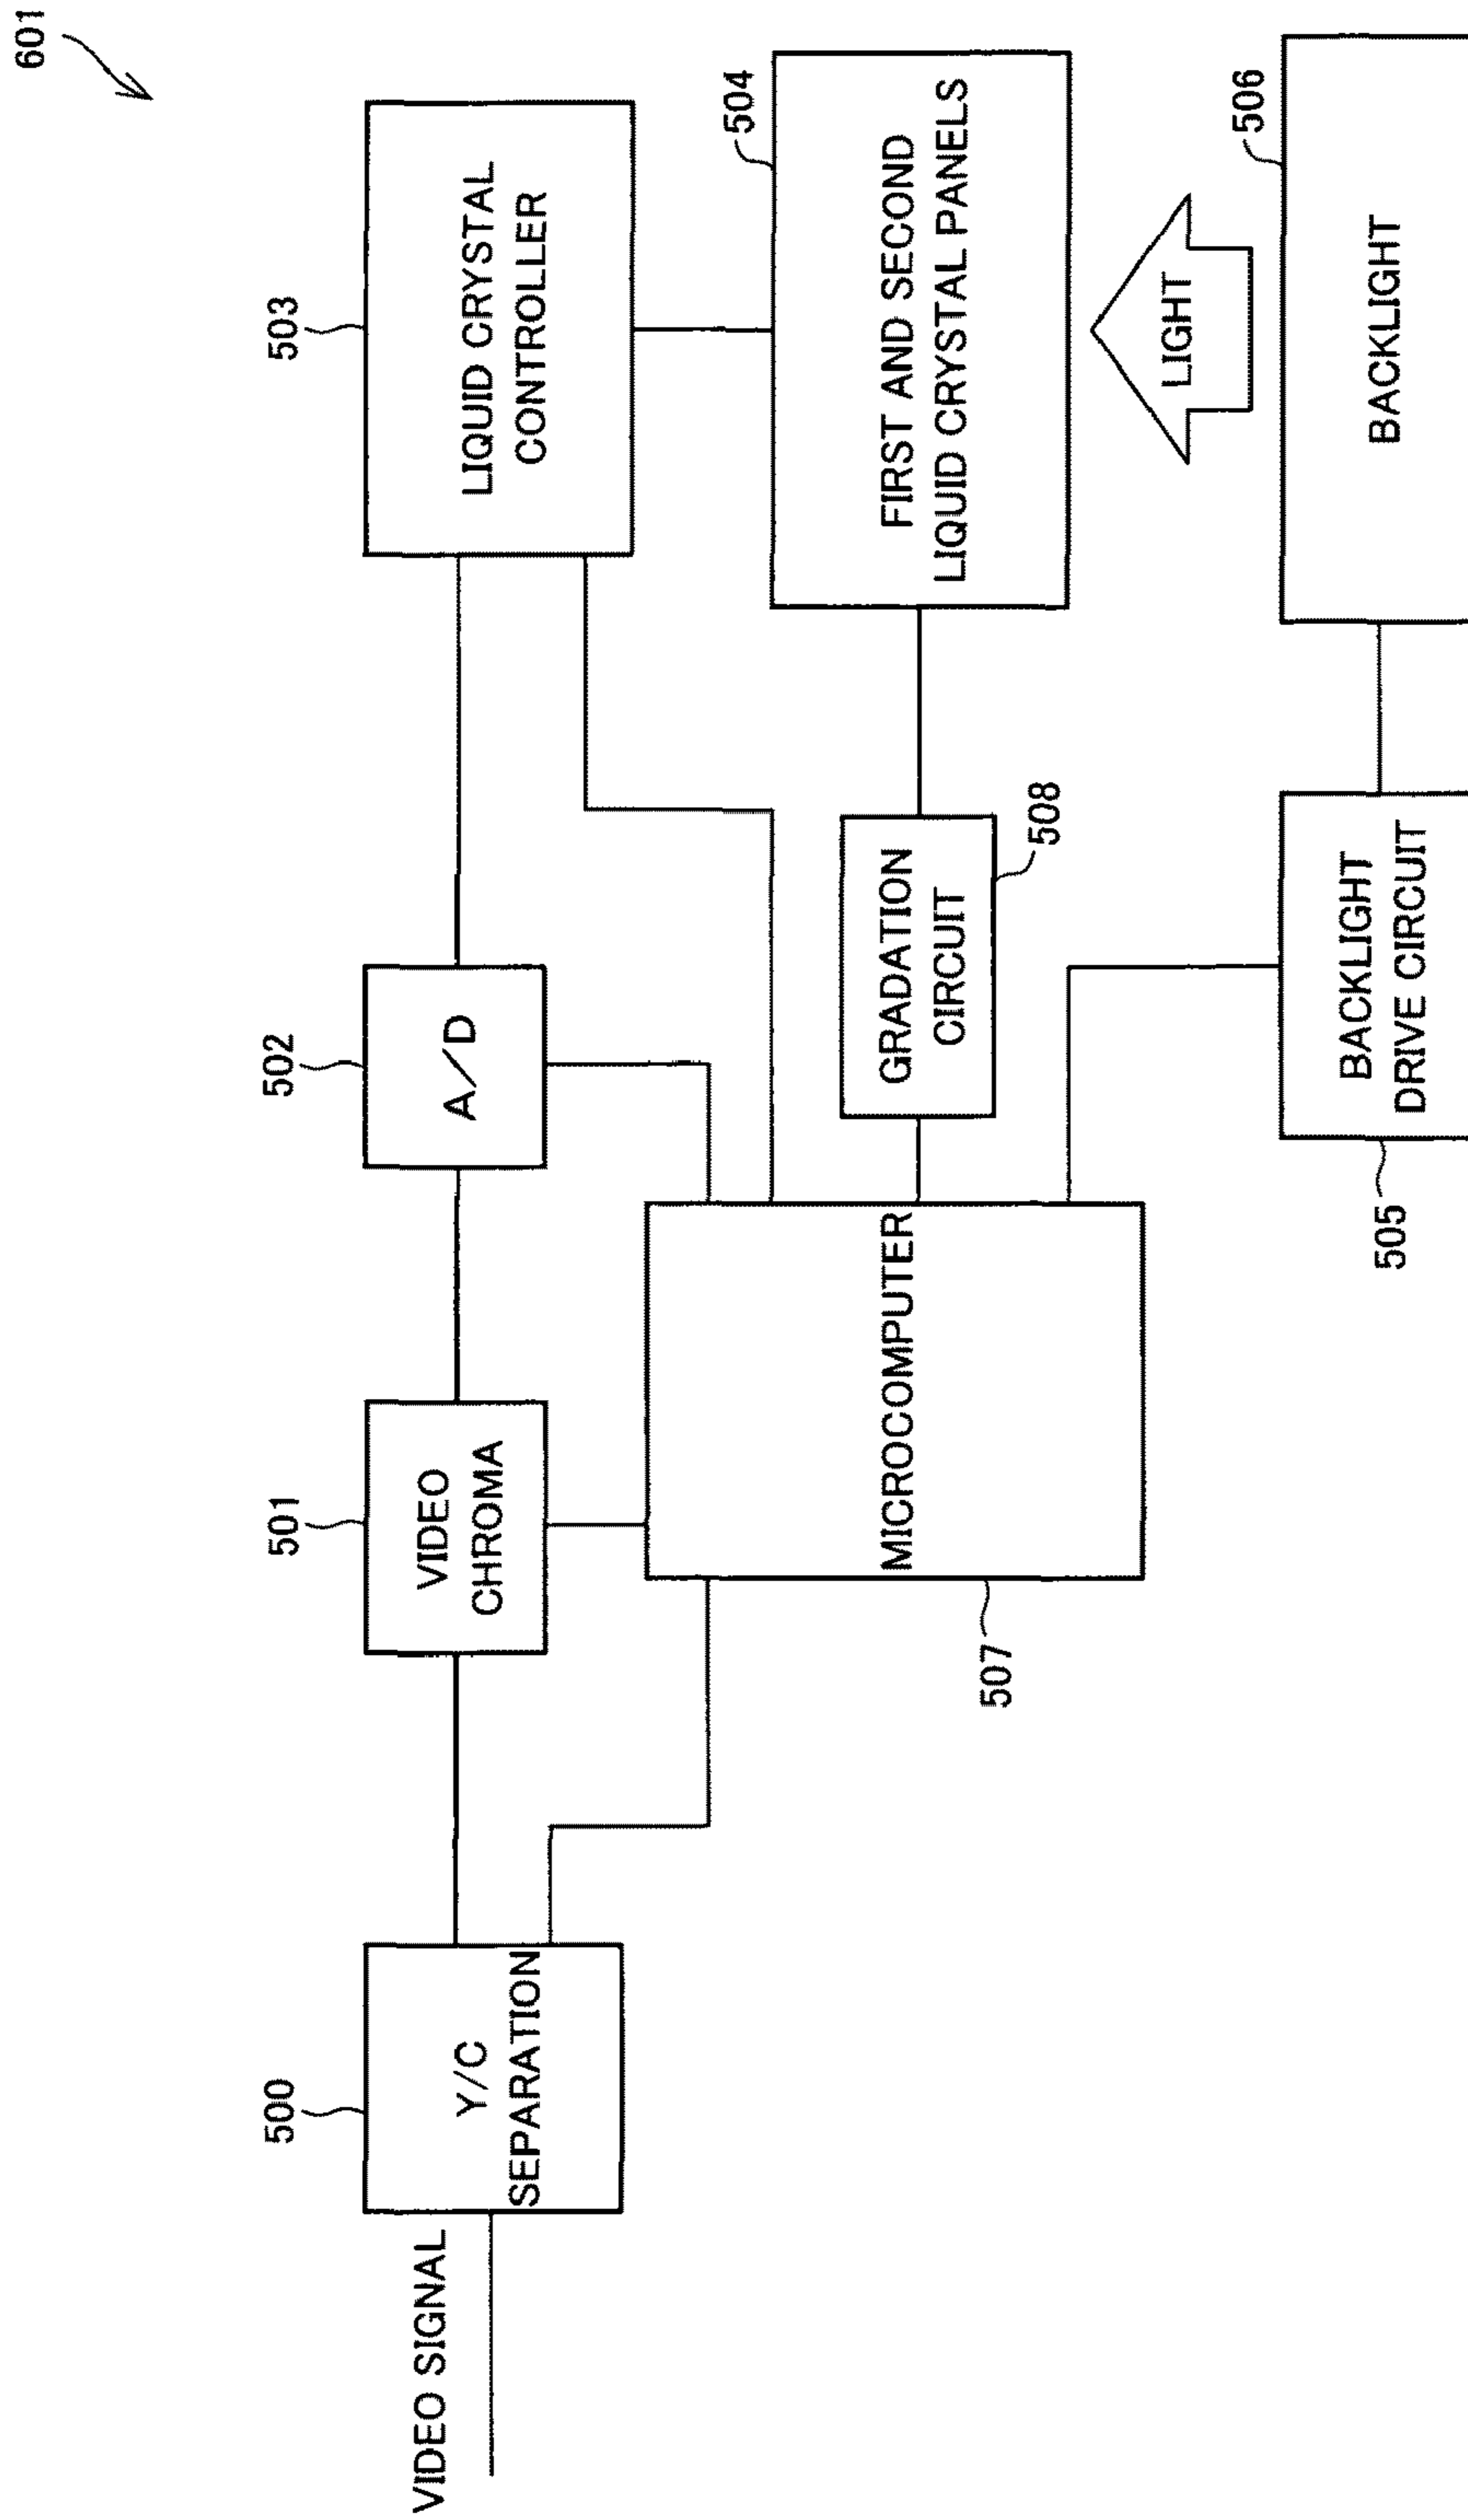 601
500
501
502
503
VIDEO SIGNAL
Y/C
SEPARATION
VIDEO
CHROMA
A/D
LIQUID CRYSTAL
CONTROLLER
504
MICROCOMPUTER
507
GRADATION
CIRCUIT
508
FIRST AND SECOND
LIQUID CRYSTAL PANELS
LIGHT
506
BACKLIGHT
DRIVE CIRCUIT
505
BACKLIGHT